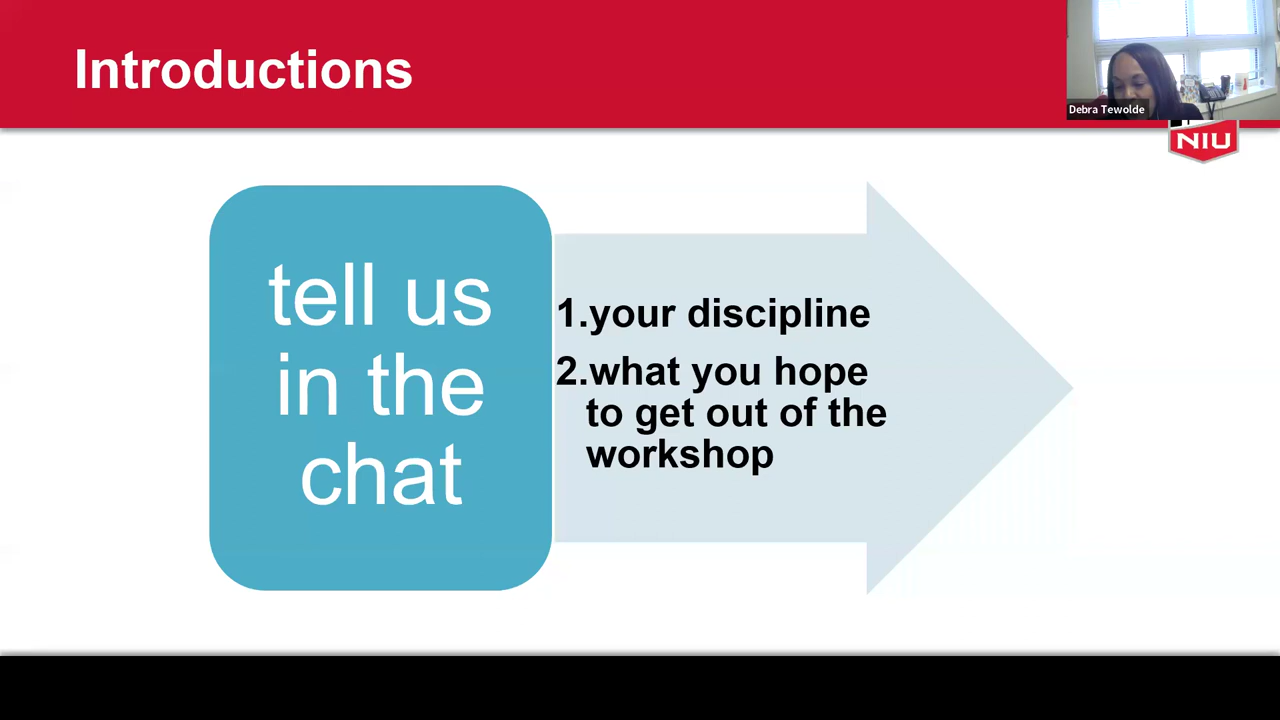 Introductions
Debra Tewolde
NIU
tell us
in the
chat
1.your discipline
2.what you hope
to get out of the
workshop